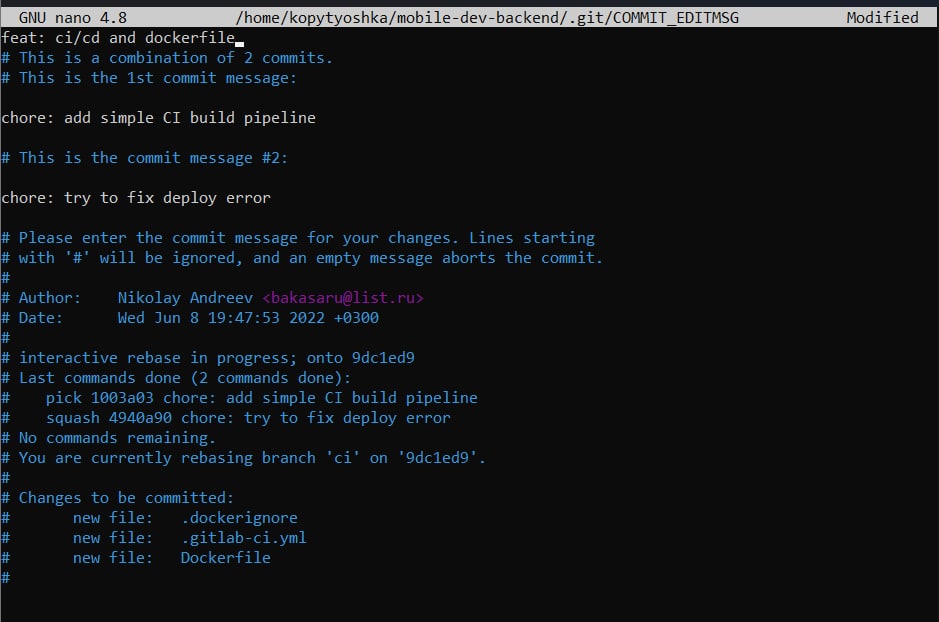 GNU nano 4.8 /home/kopytyoshka/mobile-dev-backend/.git/COMMIT_EDITMSG Modified
feat: ci/cd and dockerfile
# This is a combination of 2 commits.
# This is the 1st commit message:
chore: add simple CI build pipeline
# This is the commit message #2:
chore: try to fix deploy error
# Please enter the commit message for your changes. Lines starting
# with '#' will be ignored, and an empty message aborts the commit.
#
# Author:    Nikolay Andreev <bakasaru@list.ru>
# Date:      Wed Jun 8 19:47:53 2022 +0300
#
# interactive rebase in progress; onto 9dc1ed9
# Last commands done (2 commands done):
#    pick 1003a03 chore: add simple CI build pipeline
#    squash 4940a90 chore: try to fix deploy error
# No commands remaining.
# You are currently rebasing branch 'ci' on '9dc1ed9'.
#
# Changes to be committed:
#       new file:   .dockerignore
#       new file:   .gitlab-ci.yml
#       new file:   Dockerfile
#